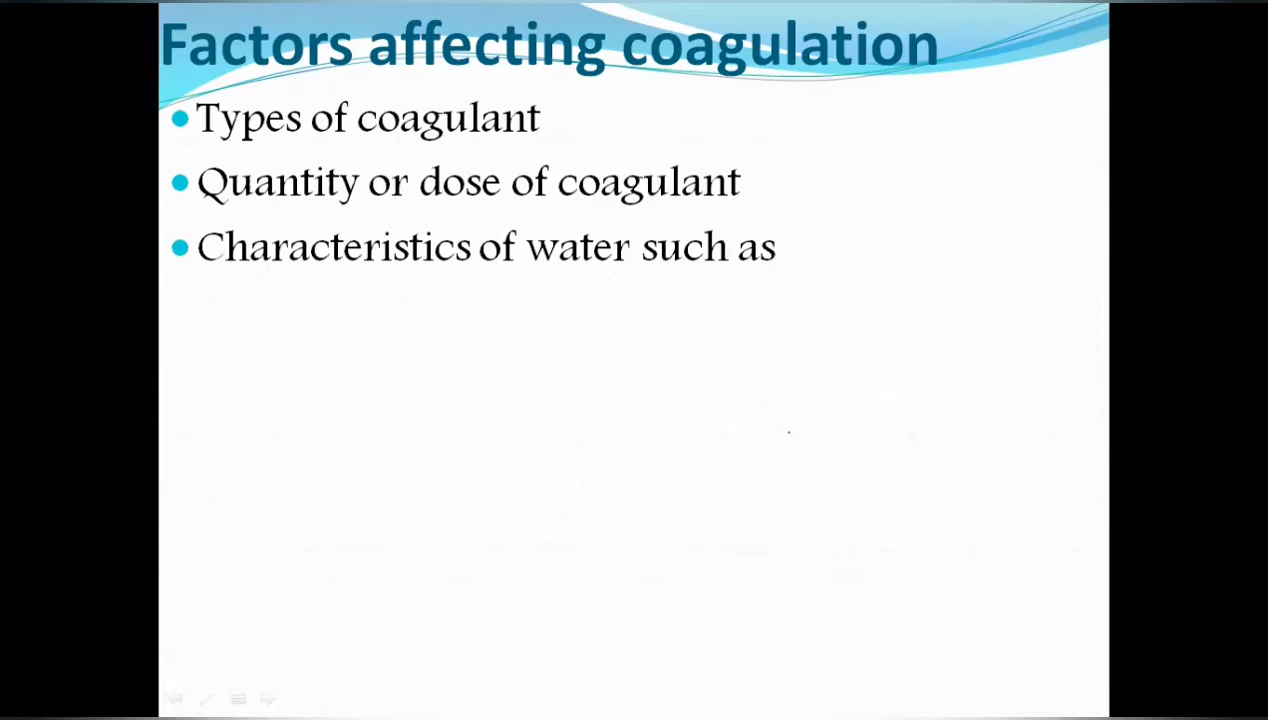 Factors affecting coagulation
Types of coagulant
Quantity or dose of coagulant
Characteristics of water such as